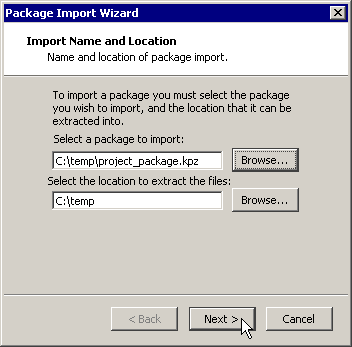 Package Import Wizard
Import Name and Location
Name and location of package import.
To import a package you must select the package
you wish to import, and the location that it can be
extracted into.
Select a package to import:
C:\temp\project_package.kpz
Browse...
Select the location to extract the files:
C:\temp
Browse...
< Back
Next >
Cancel